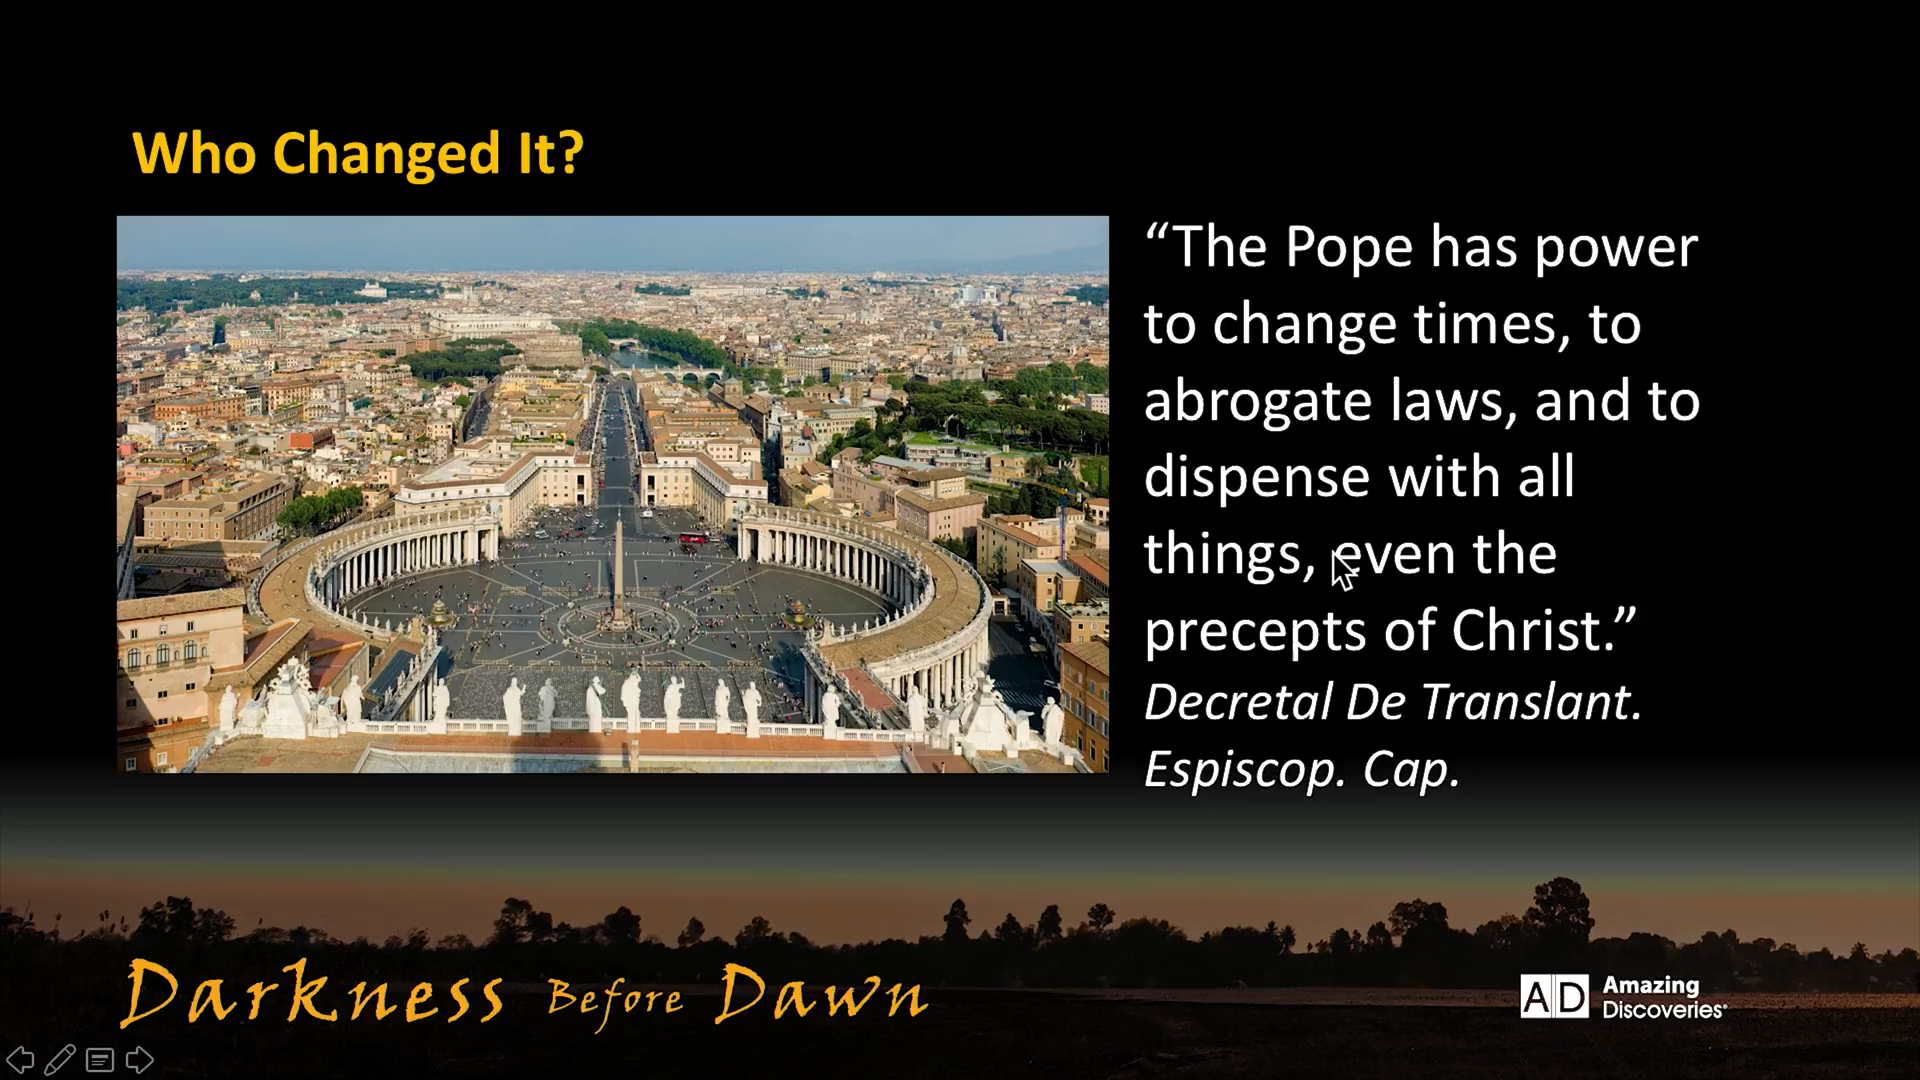 Who Changed It?
“The Pope has power
to change times, to
abrogate laws, and to
dispense with all
things, even the
precepts of Christ.”
Decretal De Translant.
Espiscop. Cap.
Darkness Before Dawn
AD Amazing
Discoveries®